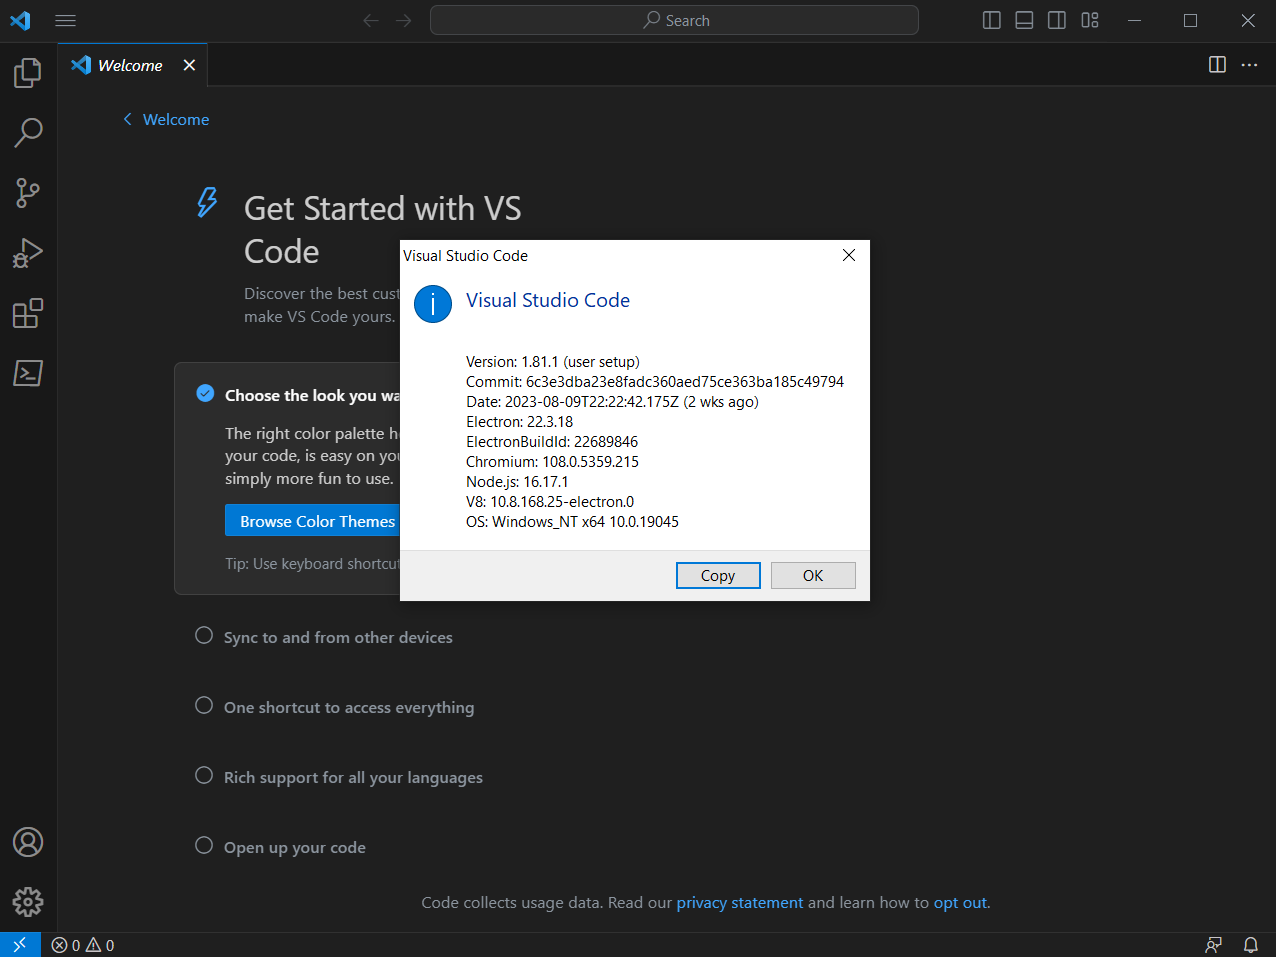 Search
Welcome
Welcome
Get Started with VS
Code
Discover the best cust
make VS Code yours.
Choose the look you wa
The right color palette h
your code, is easy on you
simply more fun to use.
Browse Color Themes
Tip: Use keyboard shortcut
Visual Studio Code
Visual Studio Code
Version: 1.81.1 (user setup)
Commit: 6c3e3dba23e8fadc360aed75ce363ba185c49794
Date: 2023-08-09T22:22:42.175Z (2 wks ago)
Electron: 22.3.18
ElectronBuildId: 22689846
Chromium: 108.0.5359.215
Node.js: 16.17.1
V8: 10.8.168.25-electron.0
OS: Windows_NT x64 10.0.19045
Copy OK
Sync to and from other devices
One shortcut to access everything
Rich support for all your languages
Open up your code
Code collects usage data. Read our privacy statement and learn how to opt out.
0 0